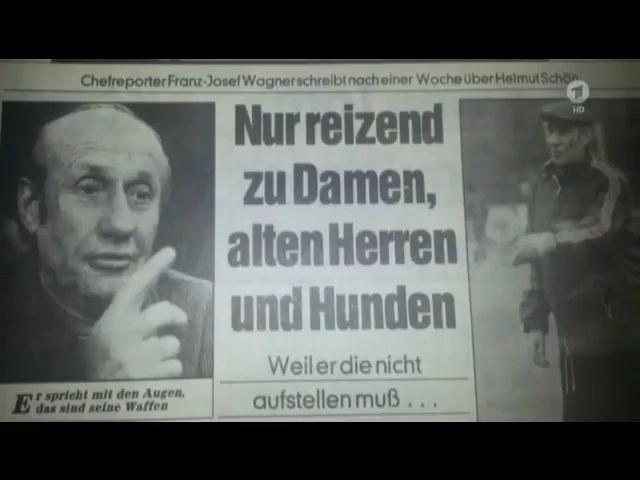 Chefreporter Franz-Josef Wagner schreibt nach einer Woche über Helmut Schön
1
HD
Nur reizend
zu Damen,
alten Herren
und Hunden
Weil er die nicht
aufstellen muß . . .
Er spricht mit den Augen,
das sind seine Waffen